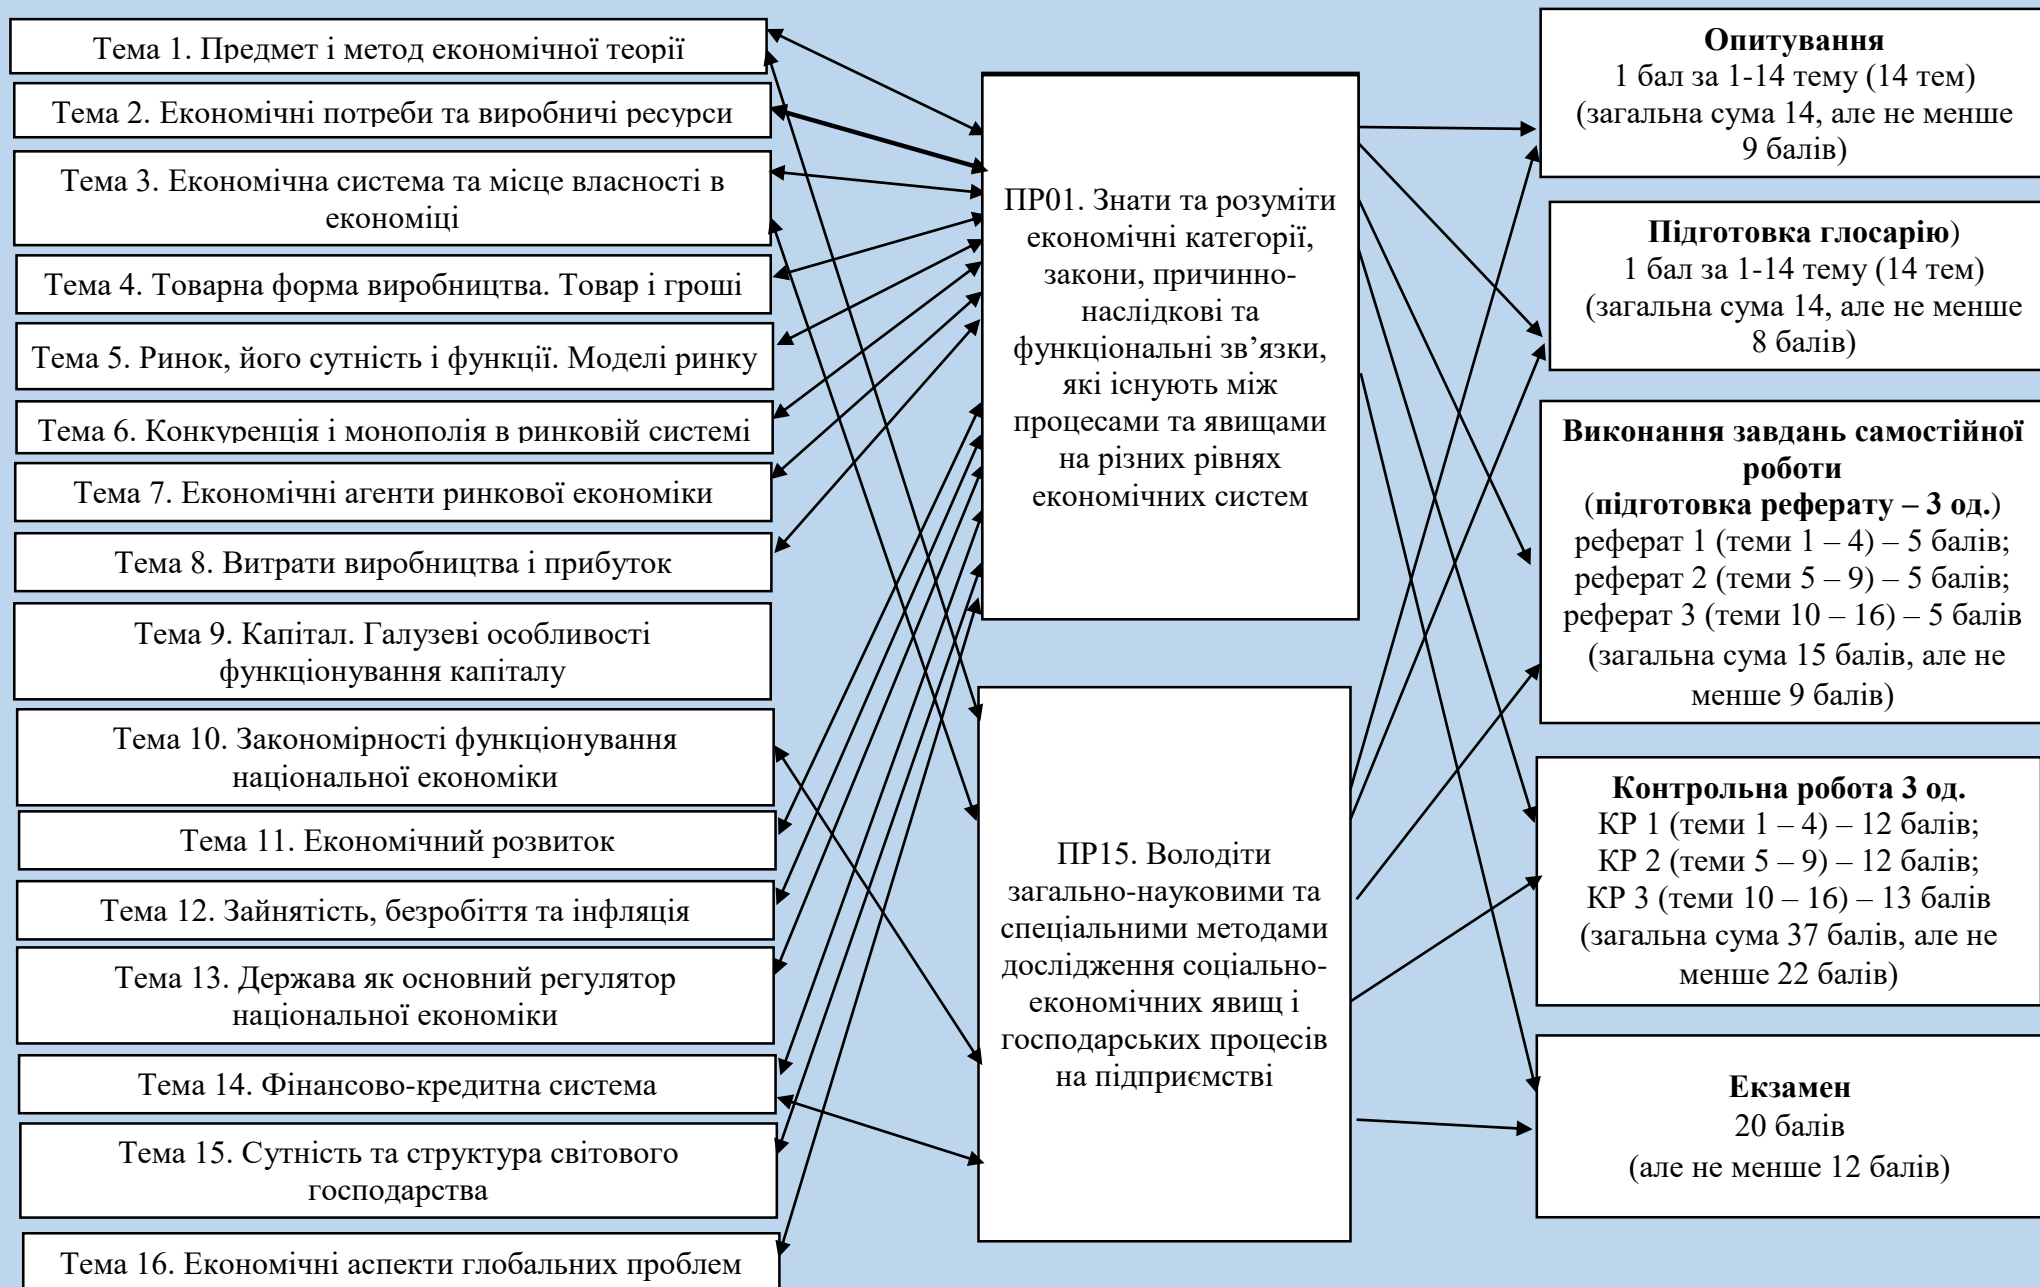 Тема 1. Предмет і метод економічної теорії
Тема 2. Економічні потреби та виробничі ресурси
Тема 3. Економічна система та місце власності в
економіці
Тема 4. Товарна форма виробництва. Товар і гроші
Тема 5. Ринок, його сутність і функції. Моделі ринку
Тема 6. Конкуренція і монополія в ринковій системі
Тема 7. Економічні агенти ринкової економіки
Тема 8. Витрати виробництва і прибуток
Тема 9. Капітал. Галузеві особливості
функціонування капіталу
Тема 10. Закономірності функціонування
національної економіки
Тема 11. Економічний розвиток
Тема 12. Зайнятість, безробіття та інфляція
Тема 13. Держава як основний регулятор
національної економіки
Тема 14. Фінансово-кредитна система
Тема 15. Сутність та структура світового
господарства
Тема 16. Економічні аспекти глобальних проблем
ПР01. Знати та розуміти
економічні категорії,
закони, причинно-
наслідкові та
функціональні зв’язки,
які існують між
процесами та явищами
на різних рівнях
економічних систем
ПР15. Володіти
загально-науковими та
спеціальними методами
дослідження соціально-
економічних явищ і
господарських процесів
на підприємстві
Опитування
1 бал за 1-14 тему (14 тем)
(загальна сума 14, але не менше
9 балів)
Підготовка глосарію)
1 бал за 1-14 тему (14 тем)
(загальна сума 14, але не менше
8 балів)
Виконання завдань самостійної
роботи
(підготовка реферату – 3 од.)
реферат 1 (теми 1 – 4) – 5 балів;
реферат 2 (теми 5 – 9) – 5 балів;
реферат 3 (теми 10 – 16) – 5 балів
(загальна сума 15 балів, але не
менше 9 балів)
Контрольна робота 3 од.
КР 1 (теми 1 – 4) – 12 балів;
КР 2 (теми 5 – 9) – 12 балів;
КР 3 (теми 10 – 16) – 13 балів
(загальна сума 37 балів, але не
менше 22 балів)
Екзамен
20 балів
(але не менше 12 балів)